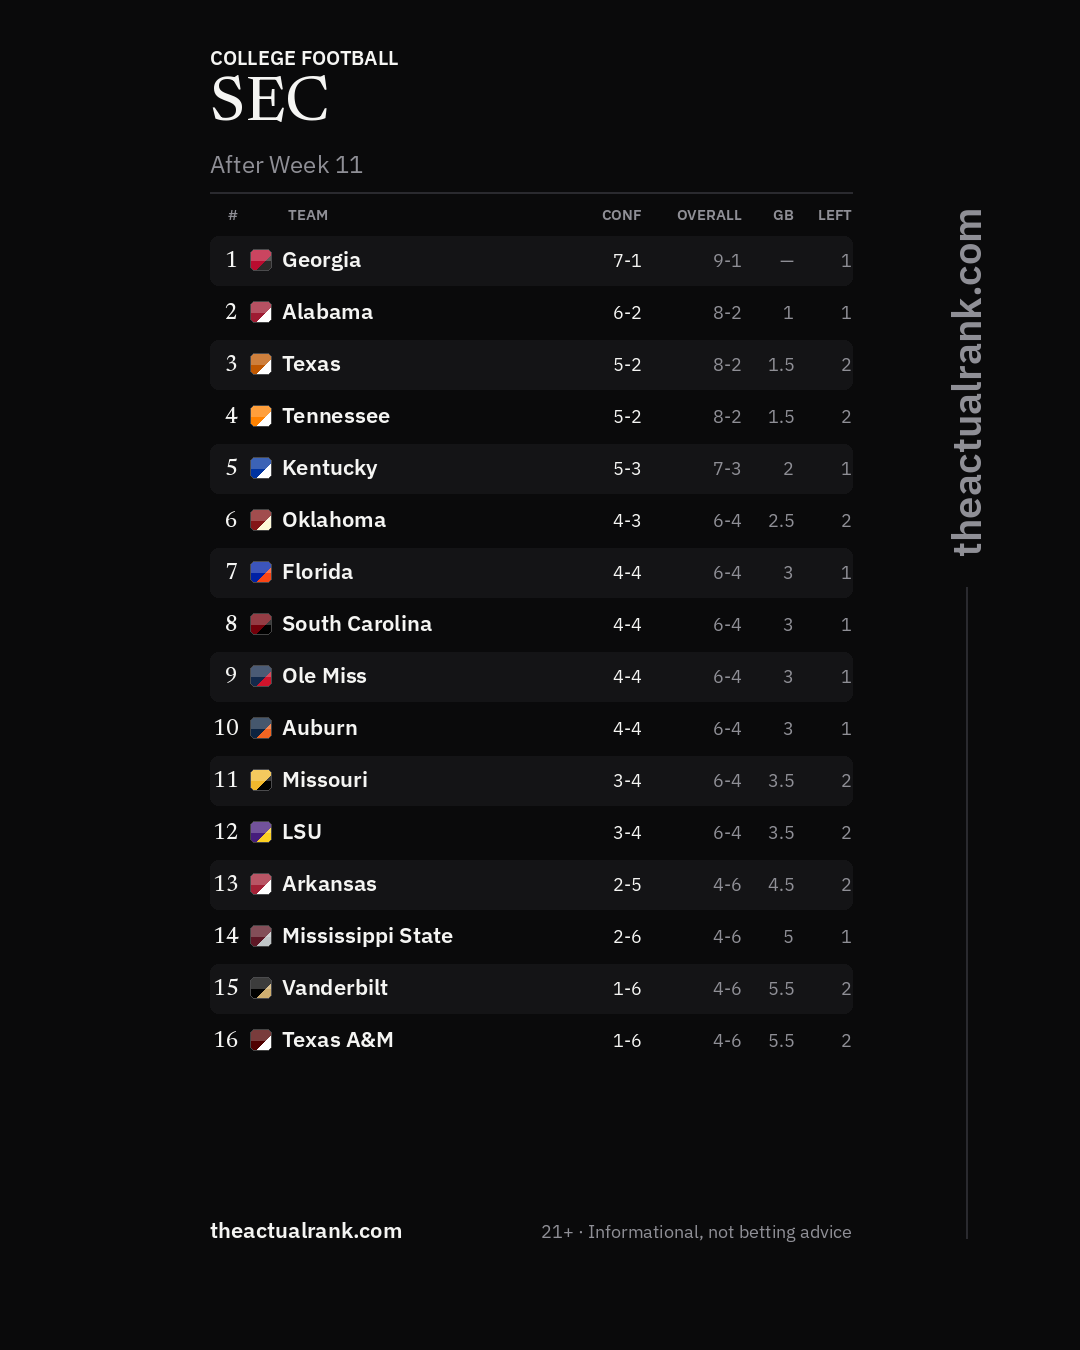 COLLEGE FOOTBALL
SEC
After Week 11
# TEAM CONF OVERALL GB LEFT
1 Georgia 7-1 9-1 — 1
2 Alabama 6-2 8-2 1 1
3 Texas 5-2 8-2 1.5 2
4 Tennessee 5-2 8-2 1.5 2
5 Kentucky 5-3 7-3 2 1
6 Oklahoma 4-3 6-4 2.5 2
7 Florida 4-4 6-4 3 1
8 South Carolina 4-4 6-4 3 1
9 Ole Miss 4-4 6-4 3 1
10 Auburn 4-4 6-4 3 1
11 Missouri 3-4 6-4 3.5 2
12 LSU 3-4 6-4 3.5 2
13 Arkansas 2-5 4-6 4.5 2
14 Mississippi State 2-6 4-6 5 1
15 Vanderbilt 1-6 4-6 5.5 2
16 Texas A&M 1-6 4-6 5.5 2
theactualrank.com 21+ · Informational, not betting advice
theactualrank.com